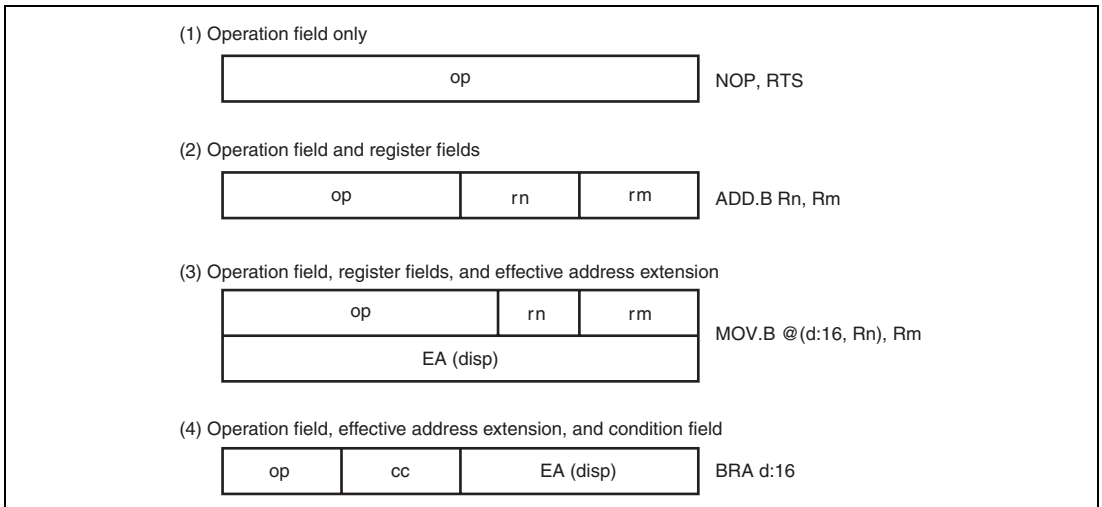 (1) Operation field only
op
NOP, RTS
(2) Operation field and register fields
op rn rm
ADD.B Rn, Rm
(3) Operation field, register fields, and effective address extension
op rn rm
EA (disp)
MOV.B @(d:16, Rn), Rm
(4) Operation field, effective address extension, and condition field
op cc EA (disp)
BRA d:16